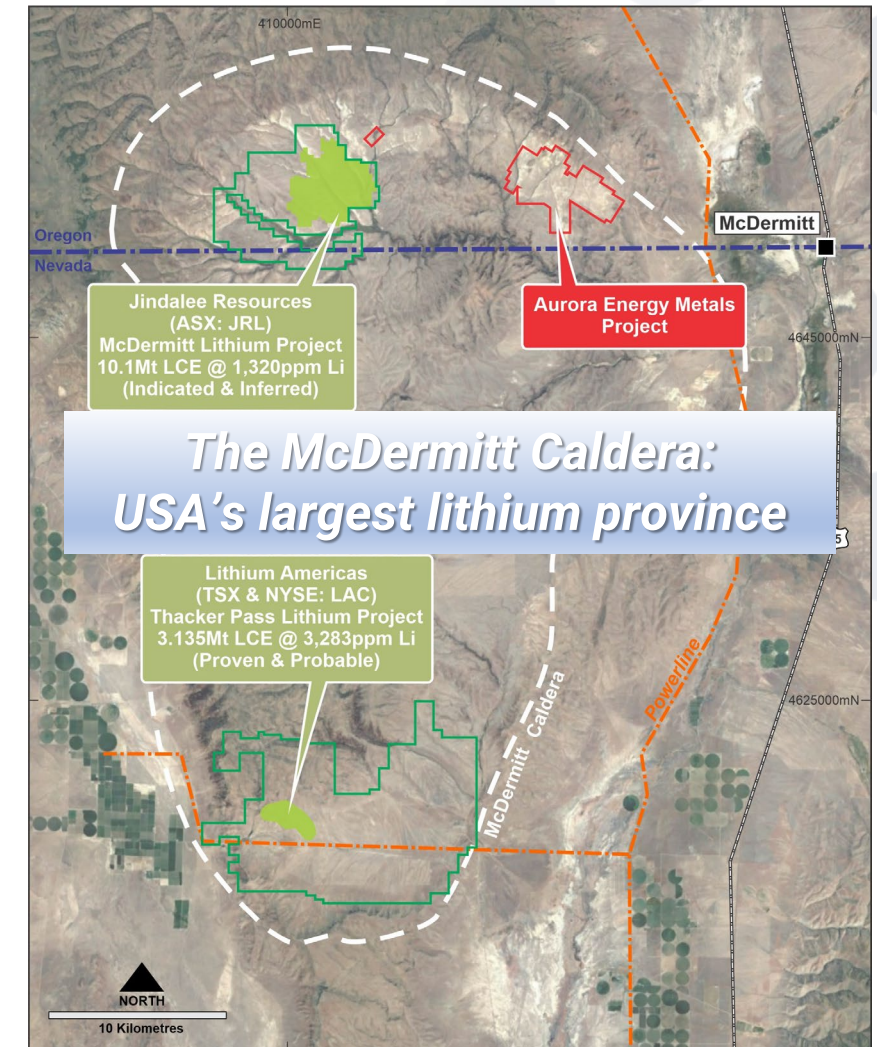 410000mE
Oregon
Nevada
McDermitt
Jindalee Resources
(ASX: JRL)
McDermitt Lithium Project
10.1Mt LCE @ 1,320ppm Li
(Indicated & Inferred)
Aurora Energy Metals
Project
4645000mN
The McDermitt Caldera:
USA's largest lithium province
5
Lithium Americas
(TSX & NYSE: LAC)
Thacker Pass Lithium Project
3.135Mt LCE @ 3,283ppm Li
(Proven & Probable)
Powerline
4625000mN
McDermitt Caldera
NORTH
10 Kilometres